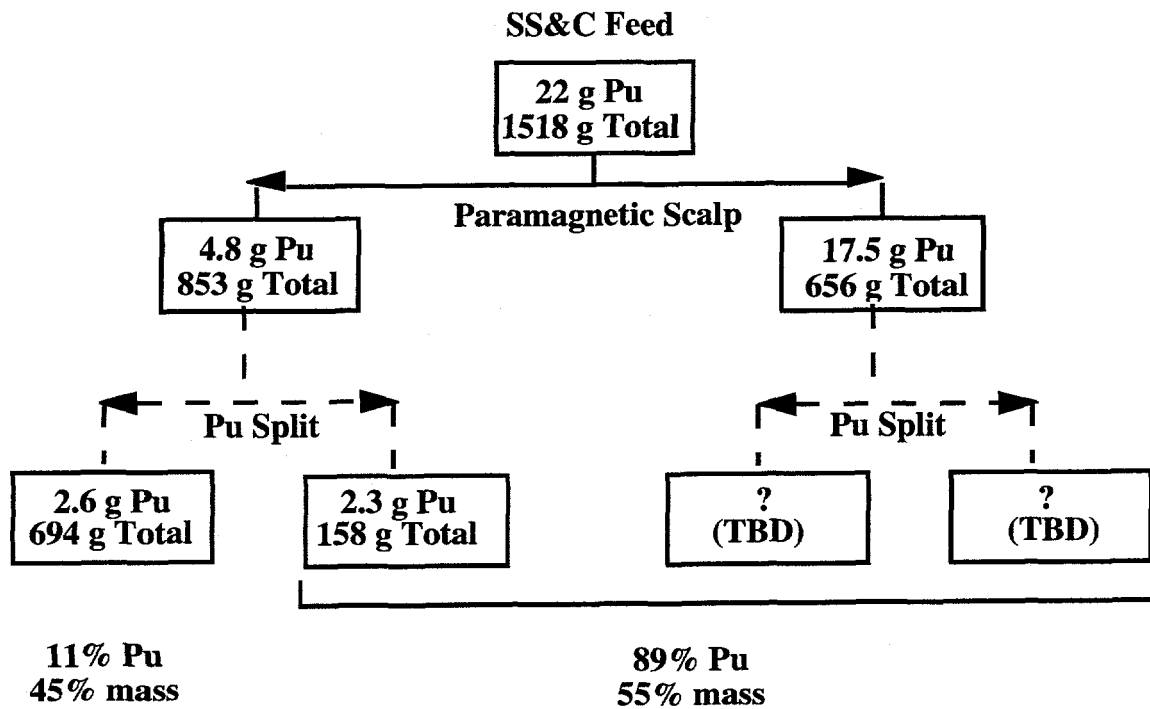 SS&C Feed
22 g Pu
1518 g Total
Paramagnetic Scalp
4.8 g Pu
853 g Total
17.5 g Pu
656 g Total
Pu Split
Pu Split
2.6 g Pu
694 g Total
2.3 g Pu
158 g Total
?
(TBD)
?
(TBD)
11% Pu
45% mass
89% Pu
55% mass